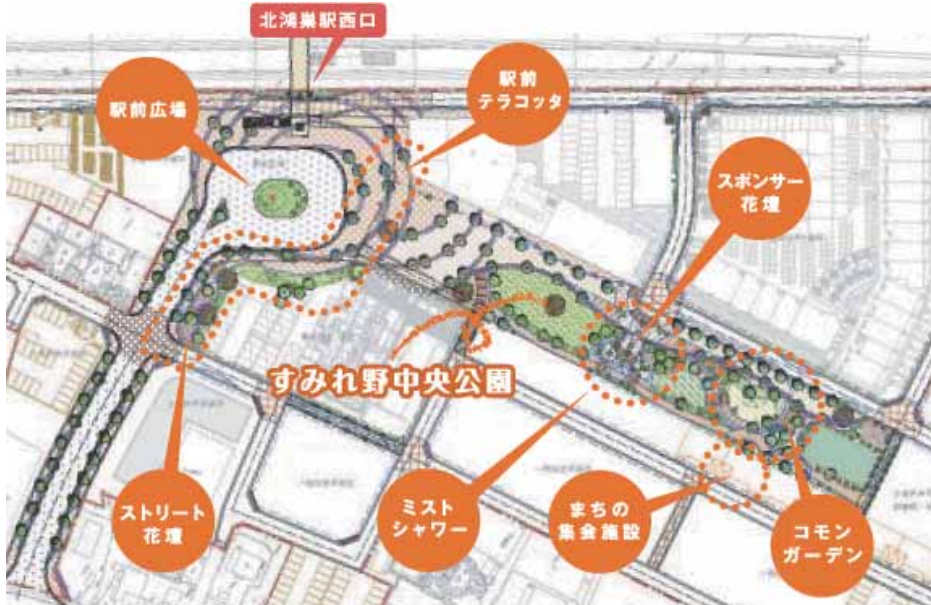 北鴻巣駅西口
駅前広場
駅前
テラコッタ
スポンサー
花壇
すみれ野中央公園
ストリート
花壇
ミスト
シャワー
まちの
集会施設
コモン
ガーデン